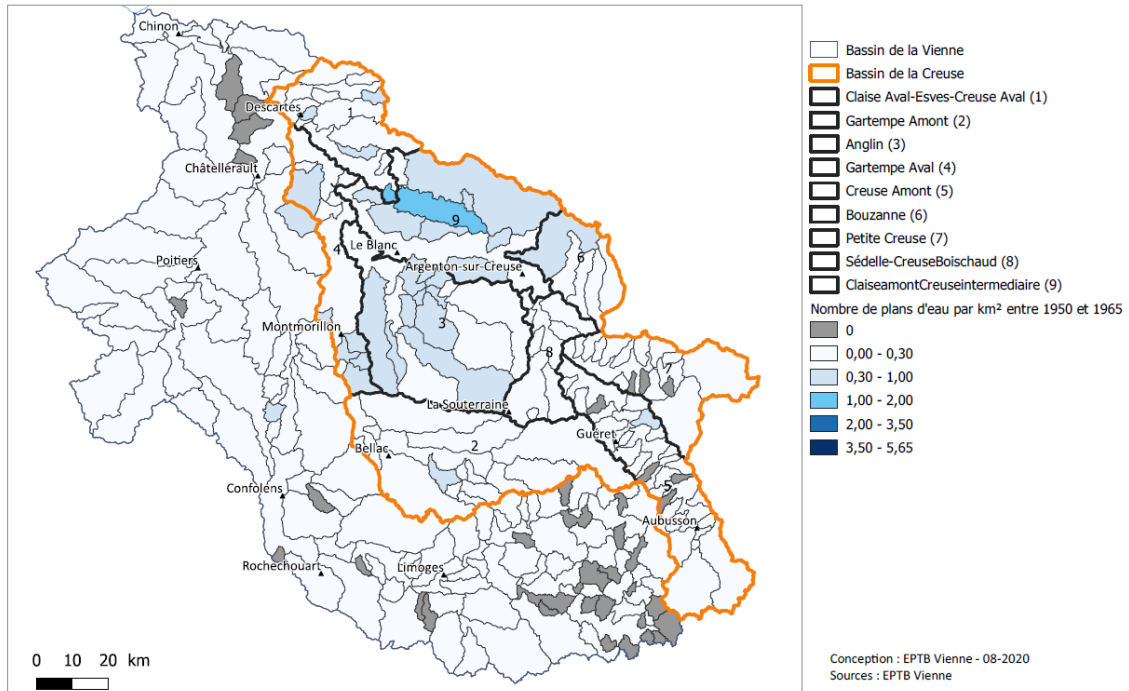 Chinon
Descartes
1
Châtellerault
9
Le Blanc
4
6
Poitiers
Argenton-sur-Creuse
Montmorillon
3
8
7
La Souterraine
Guéret
2
Bellac
Confolens
5
Aubusson
Rochechouart
Limoges
0 10 20 km
Bassin de la Vienne
Bassin de la Creuse
Claise Aval-Esves-Creuse Aval (1)
Gartempe Amont (2)
Anglin (3)
Gartempe Aval (4)
Creuse Amont (5)
Bouzanne (6)
Petite Creuse (7)
Sédelle-CreuseBoischaud (8)
ClaiseamontCreuseintermediaire (9)
Nombre de plans d'eau par km² entre 1950 et 1965
0
0,00 - 0,30
0,30 - 1,00
1,00 - 2,00
2,00 - 3,50
3,50 - 5,65
Conception : EPTB Vienne - 08-2020
Sources : EPTB Vienne